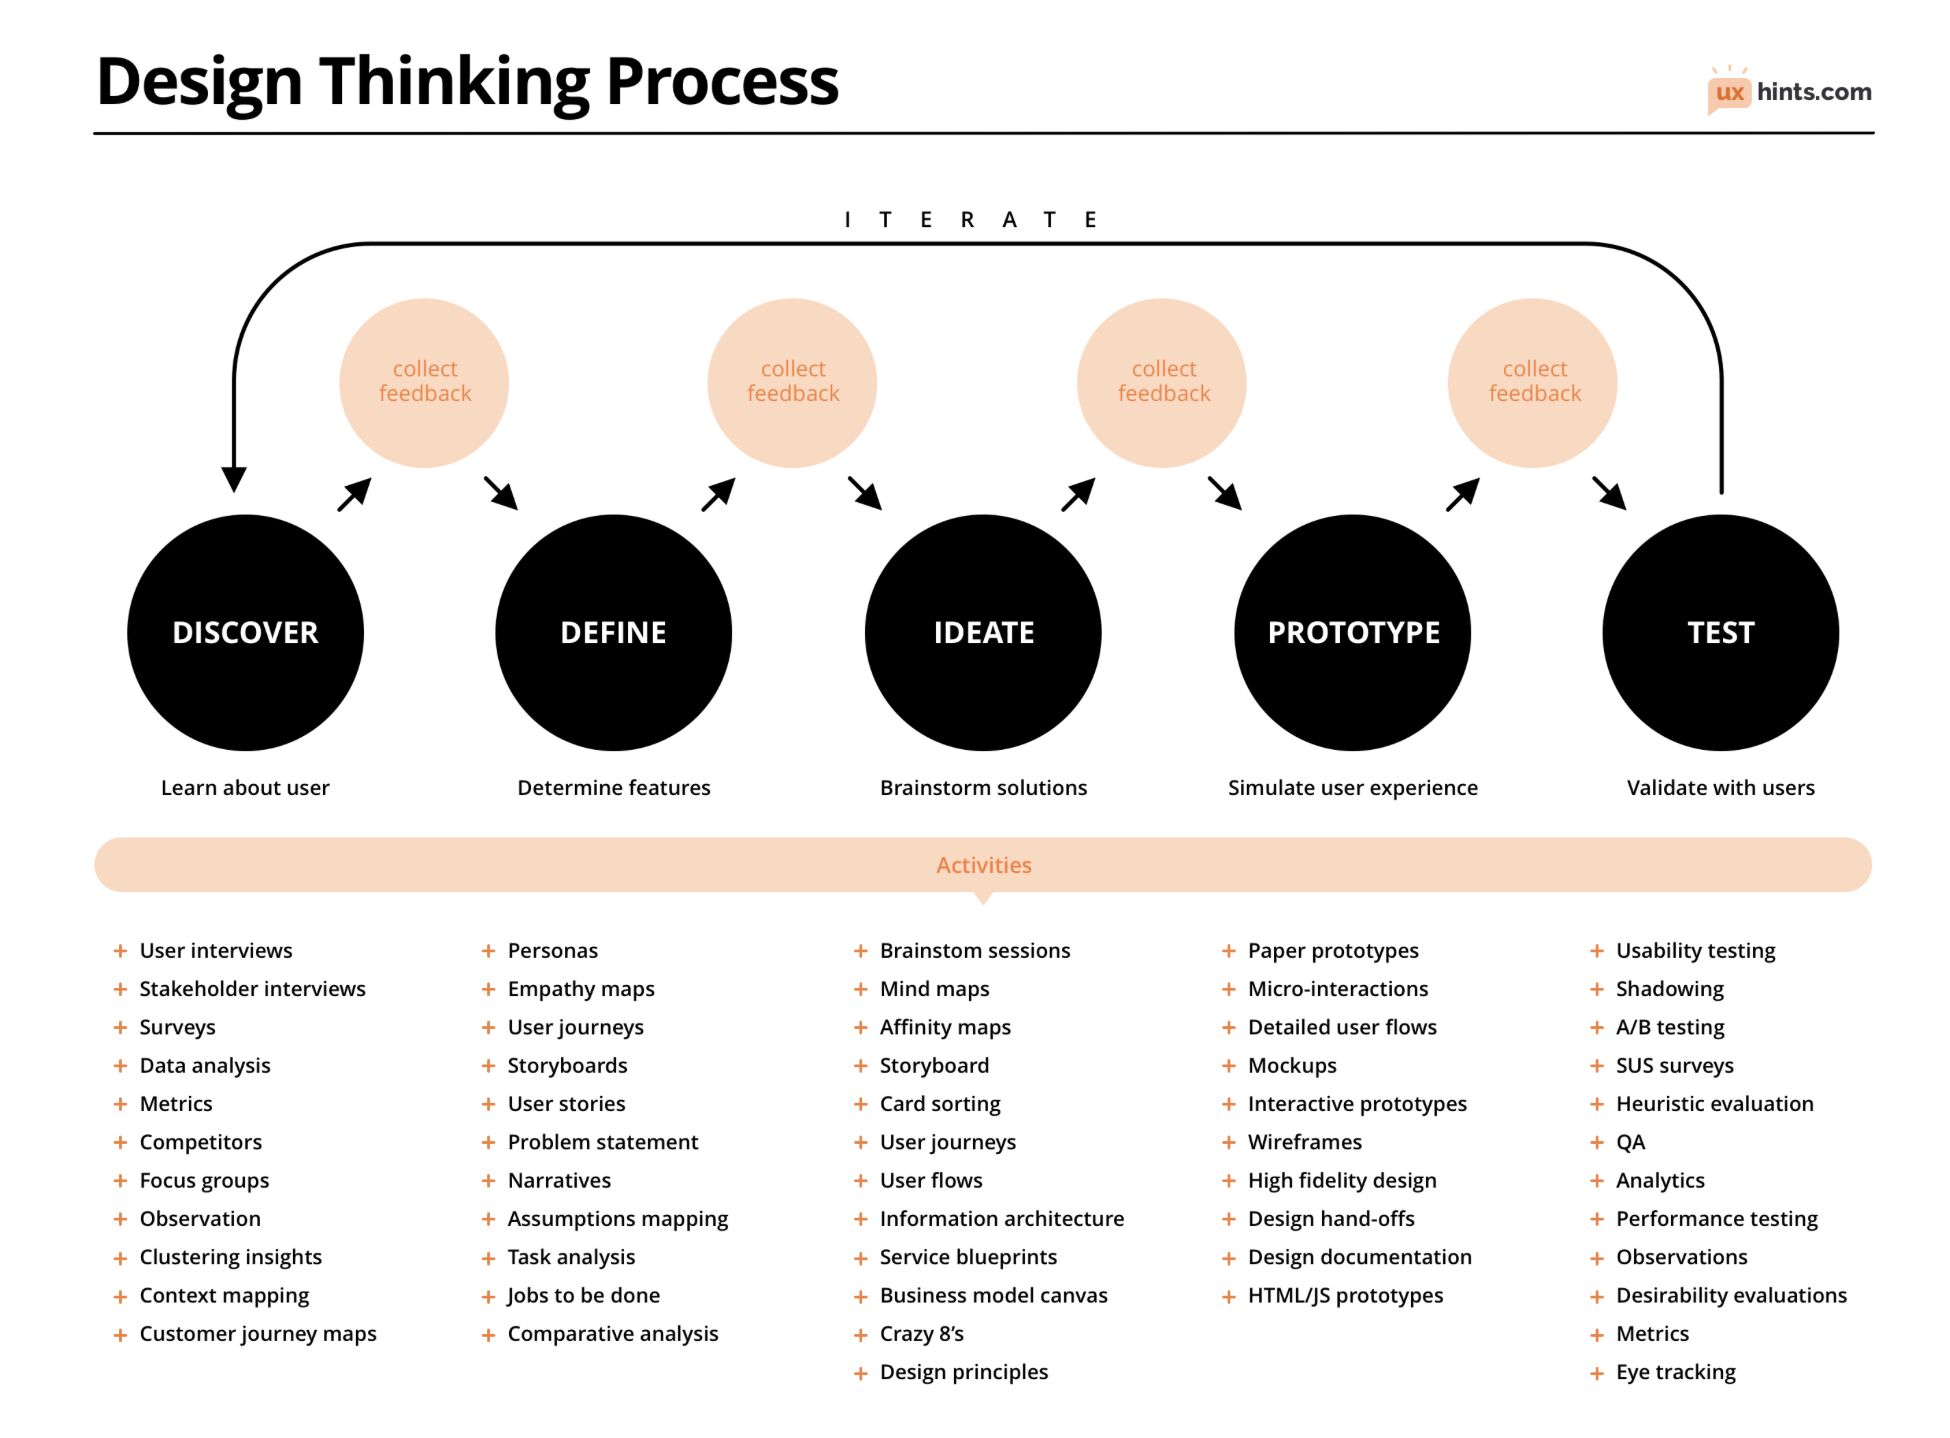 Design Thinking Process
ux hints.com
ITERATE
collect
feedback
collect
feedback
collect
feedback
collect
feedback
DISCOVER
DEFINE
IDEATE
PROTOTYPE
TEST
Learn about user
Determine features
Brainstorm solutions
Simulate user experience
Validate with users
Activities
+ User interviews
+ Stakeholder interviews
+ Surveys
+ Data analysis
+ Metrics
+ Competitors
+ Focus groups
+ Observation
+ Clustering insights
+ Context mapping
+ Customer journey maps
+ Personas
+ Empathy maps
+ User journeys
+ Storyboards
+ User stories
+ Problem statement
+ Narratives
+ Assumptions mapping
+ Task analysis
+ Jobs to be done
+ Comparative analysis
+ Brainstom sessions
+ Mind maps
+ Affinity maps
+ Storyboard
+ Card sorting
+ User journeys
+ User flows
+ Information architecture
+ Service blueprints
+ Business model canvas
+ Crazy 8’s
+ Design principles
+ Paper prototypes
+ Micro-interactions
+ Detailed user flows
+ Mockups
+ Interactive prototypes
+ Wireframes
+ High fidelity design
+ Design hand-offs
+ Design documentation
+ HTML/JS prototypes
+ Usability testing
+ Shadowing
+ A/B testing
+ SUS surveys
+ Heuristic evaluation
+ QA
+ Analytics
+ Performance testing
+ Observations
+ Desirability evaluations
+ Metrics
+ Eye tracking